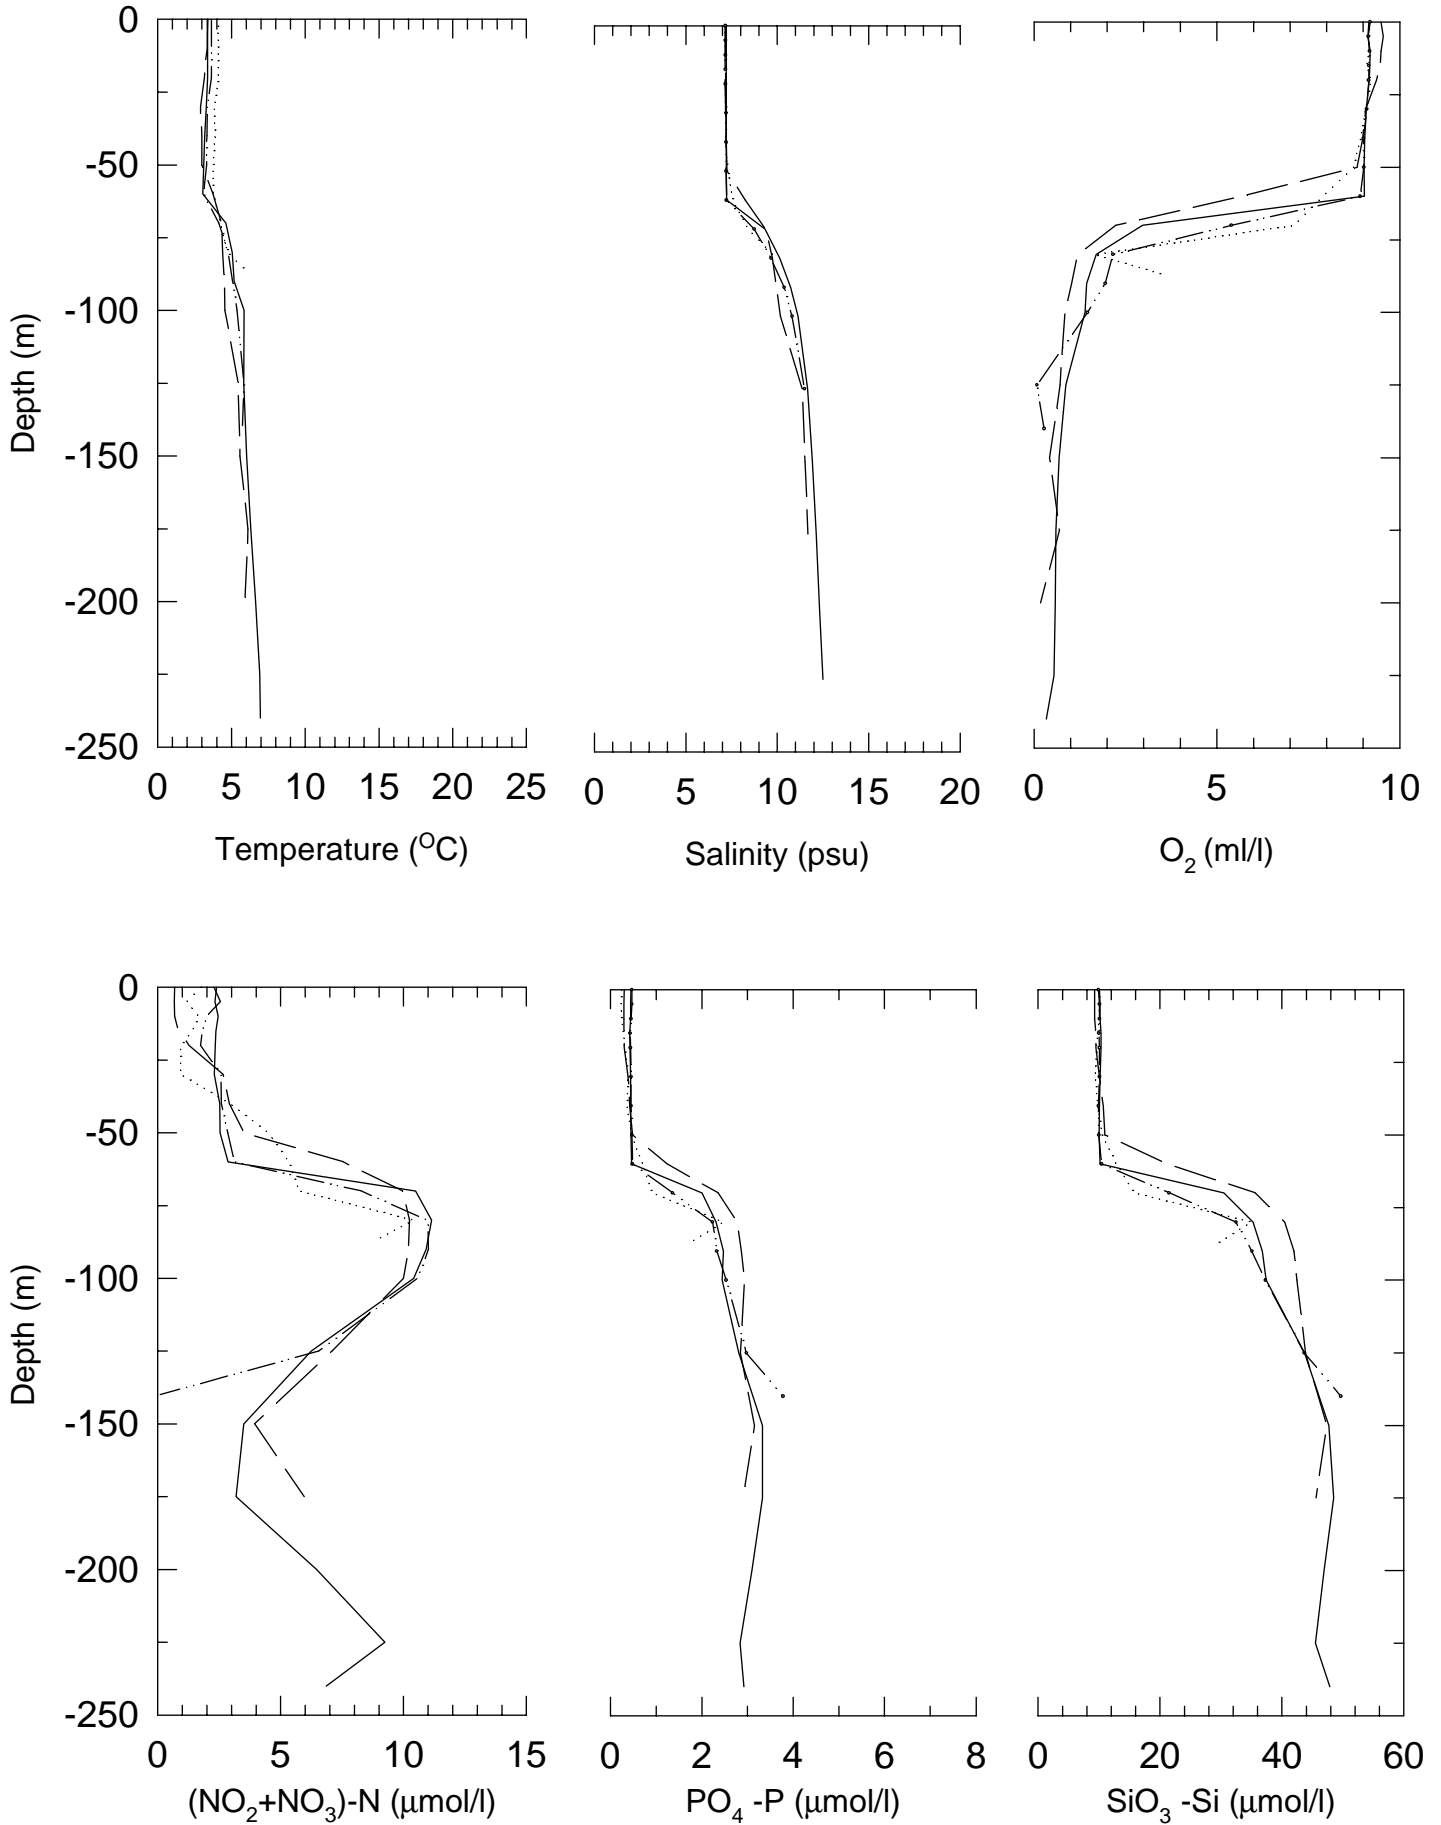 0
-50
-100
-150
-200
-250
Depth (m)
0 5 10 15 20 25
Temperature (ᴼC)
0 5 10 15 20
Salinity (psu)
0 5 10
O₂ (ml/l)
0
-50
-100
-150
-200
-250
Depth (m)
0 5 10 15
(NO₂+NO₃)-N (μmol/l)
0 2 4 6 8
PO₄ -P (μmol/l)
0 20 40 60
SiO₃ -Si (μmol/l)